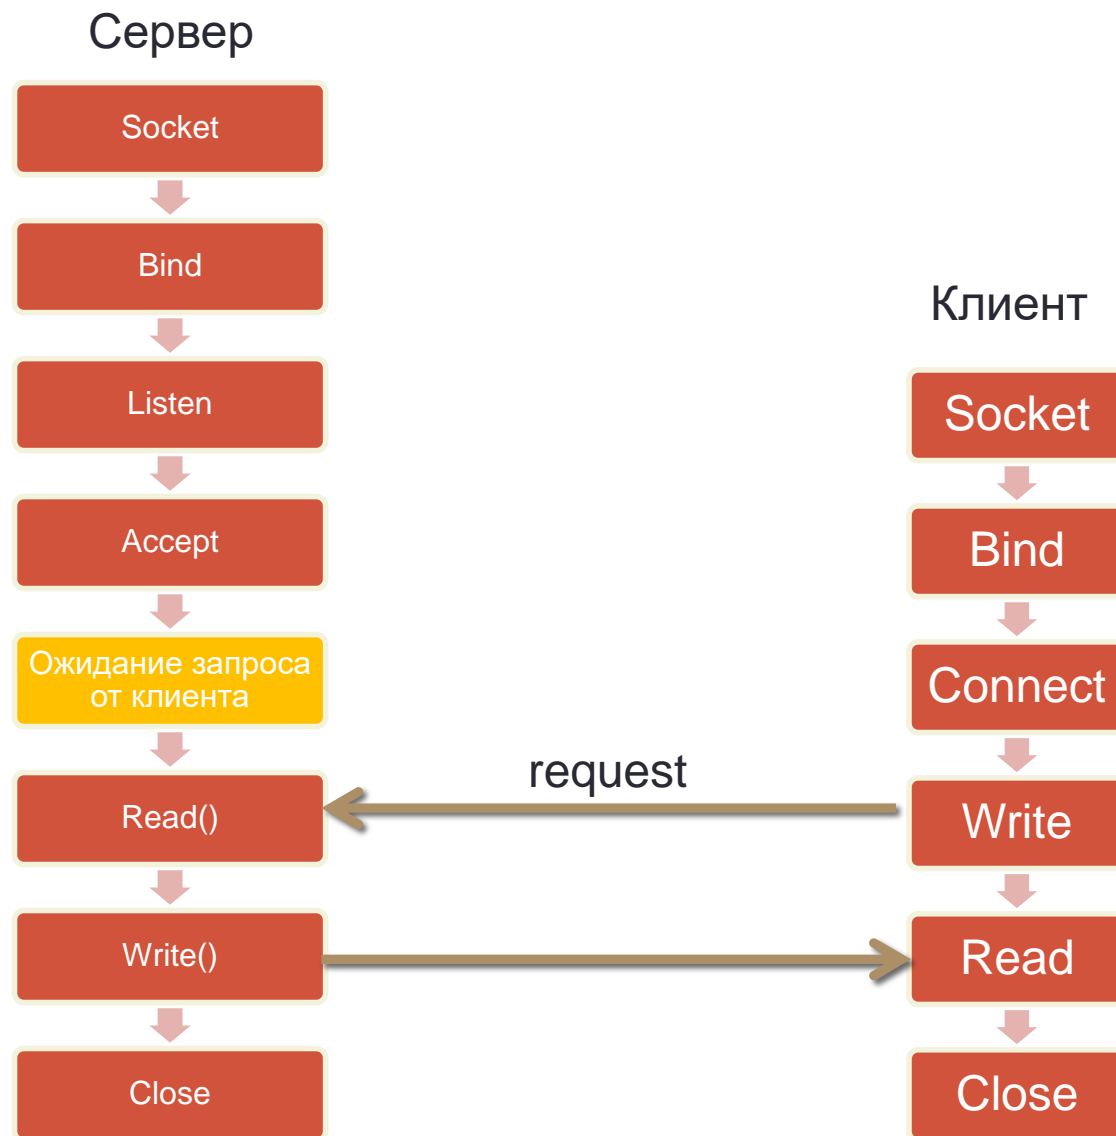 Сервер
Socket
Bind
Listen
Accept
Ожидание запроса
от клиента
Read()
Write()
Close
request
Клиент
Socket
Bind
Connect
Write
Read
Close